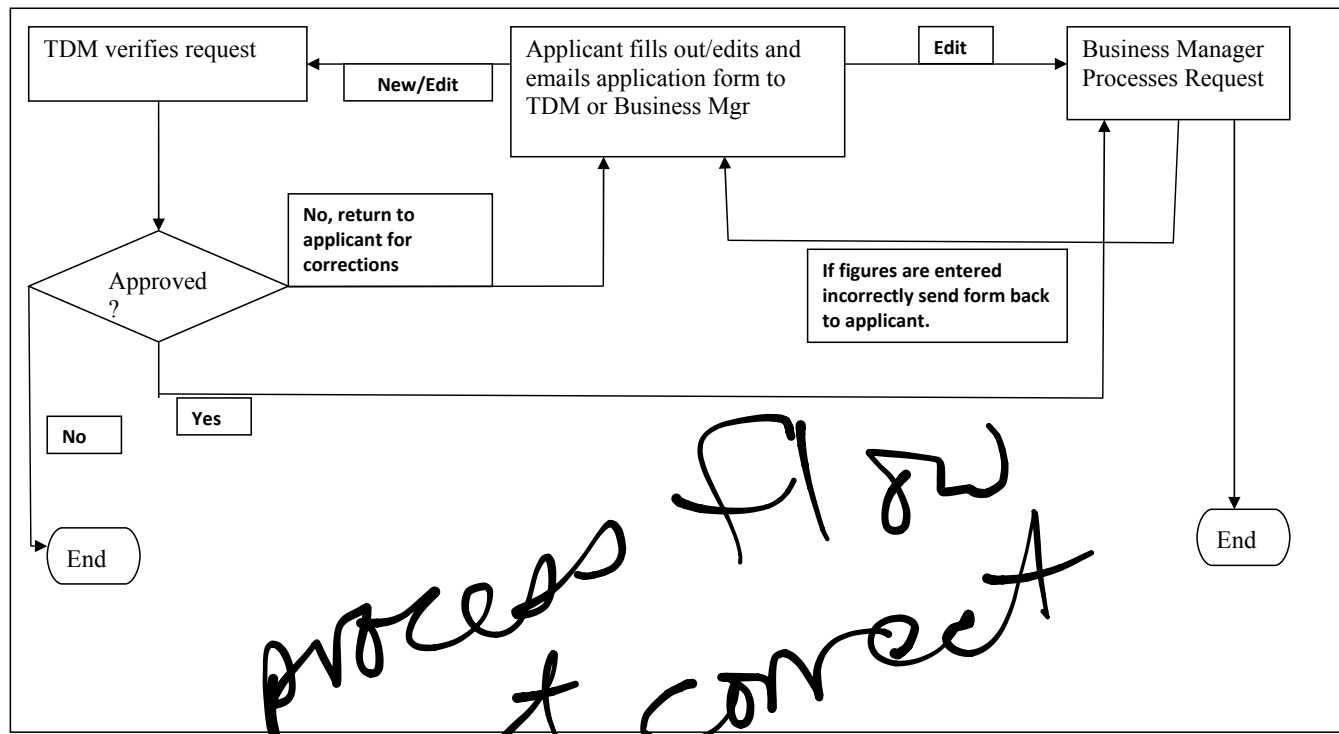 TDM verifies request
Applicant fills out/edits and
emails application form to
TDM or Business Mgr
Business Manager
Processes Request
New/Edit
Edit
No, return to
applicant for
corrections
Approved
?
If figures are entered
incorrectly send form back
to applicant.
Yes
No
End
End
process flow
correct